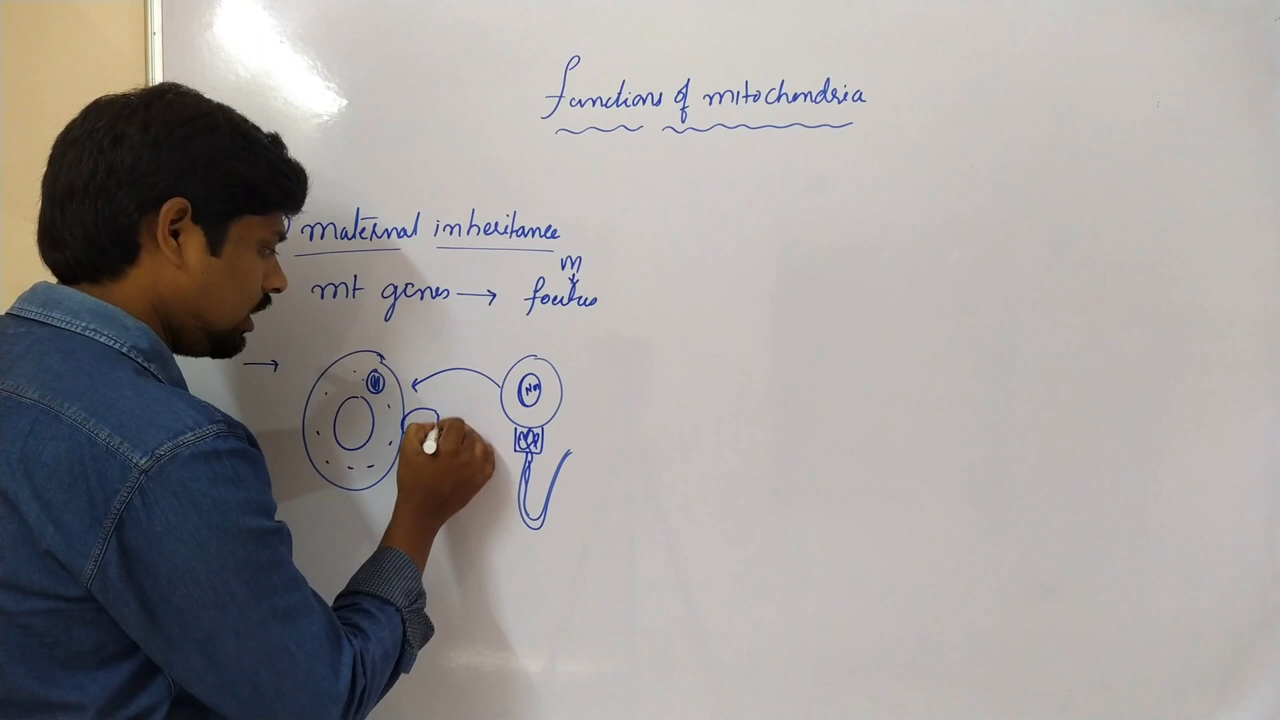 functions of mitochondria
maternal inheritance
m
mt genes → foetus
→